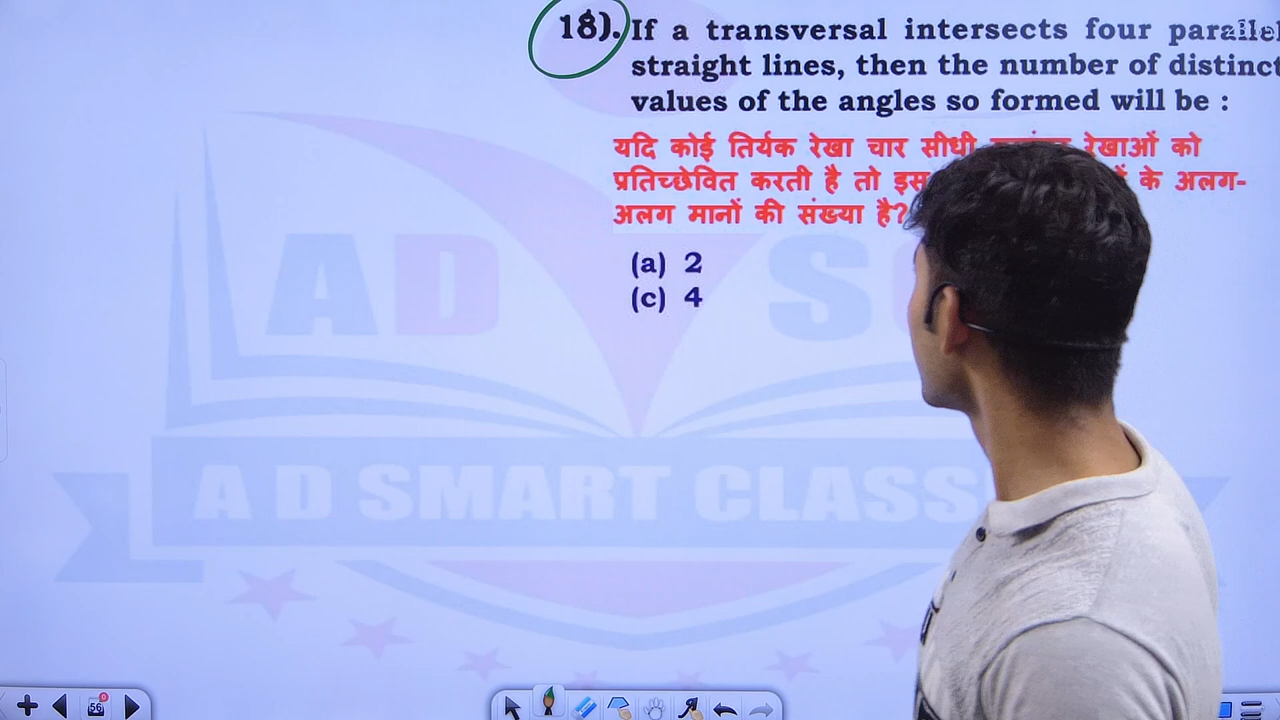 18). If a transversal intersects four parallel
straight lines, then the number of distinct
values of the angles so formed will be :
यदि कोई तिर्यक रेखा चार सीधी रेखाओं को
प्रतिच्छेवित करती है तो इस के अलग-
अलग मानों की संख्या है?
(a) 2
(c) 4
A D S
A D SMART CLASS
56